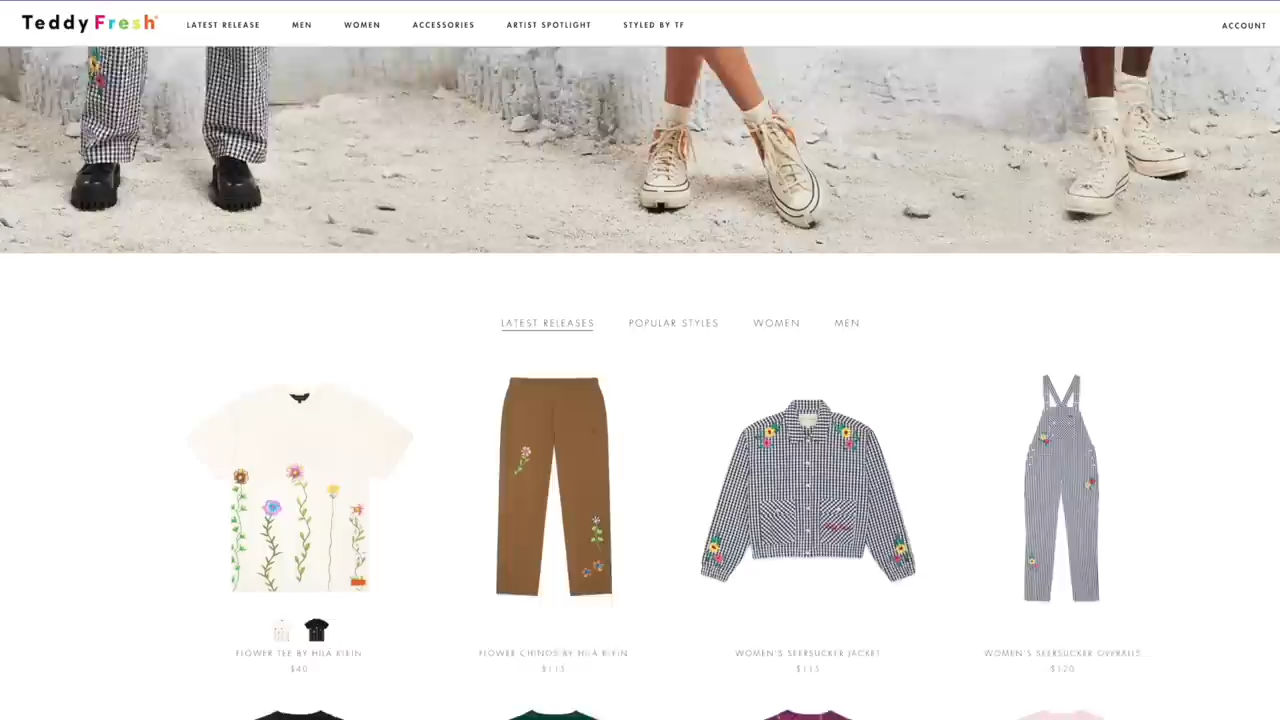 Teddy Fresh
LATEST RELEASE MEN WOMEN ACCESSORIES ARTIST SPOTLIGHT STYLED BY TF ACCOUNT
LATEST RELEASES POPULAR STYLES WOMEN MEN
FLOWER TEE BY HILA KLEIN
$40
FLOWER CHINOS BY HILA KLEIN
$115
WOMEN'S SEERSUCKER JACKET
$115
WOMEN'S SEERSUCKER OVERALLS...
$120